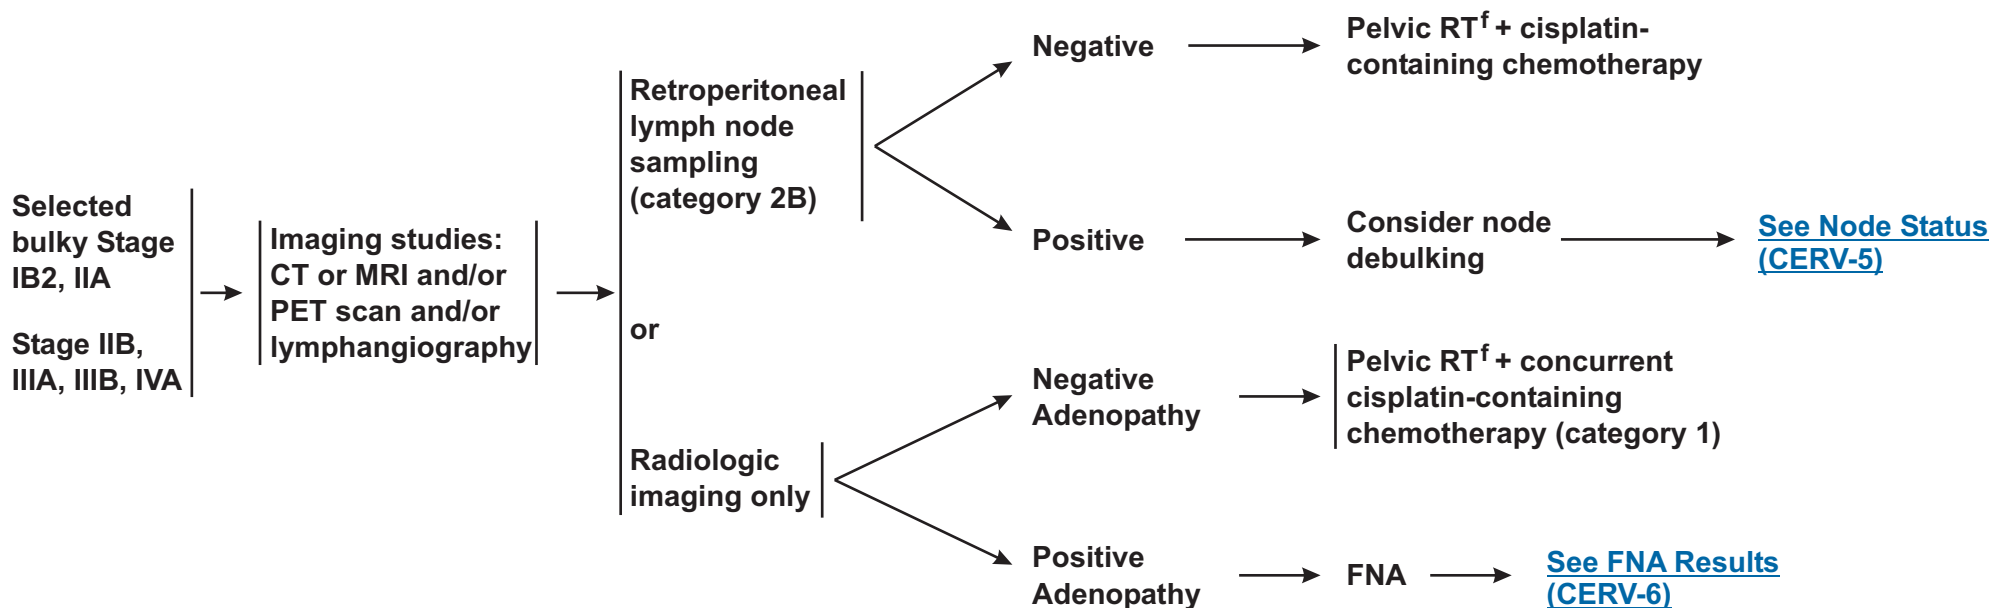 Selected
bulky Stage
IB2, IIA
Stage IIB,
IIIA, IIIB, IVA
Imaging studies:
CT or MRI and/or
PET scan and/or
lymphangiography
Retroperitoneal
lymph node
sampling
(category 2B)
or
Radiologic
imaging only
Negative
Pelvic RTf + cisplatin-
containing chemotherapy
Positive
Consider node
debulking
See Node Status
(CERV-5)
Negative
Adenopathy
Pelvic RTf + concurrent
cisplatin-containing
chemotherapy (category 1)
Positive
Adenopathy
FNA
See FNA Results
(CERV-6)